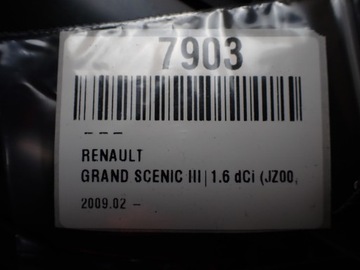 7903
– – –
RENAULT
GRAND SCENIC III | 1.6 dCi (JZ00,
2009.02 –